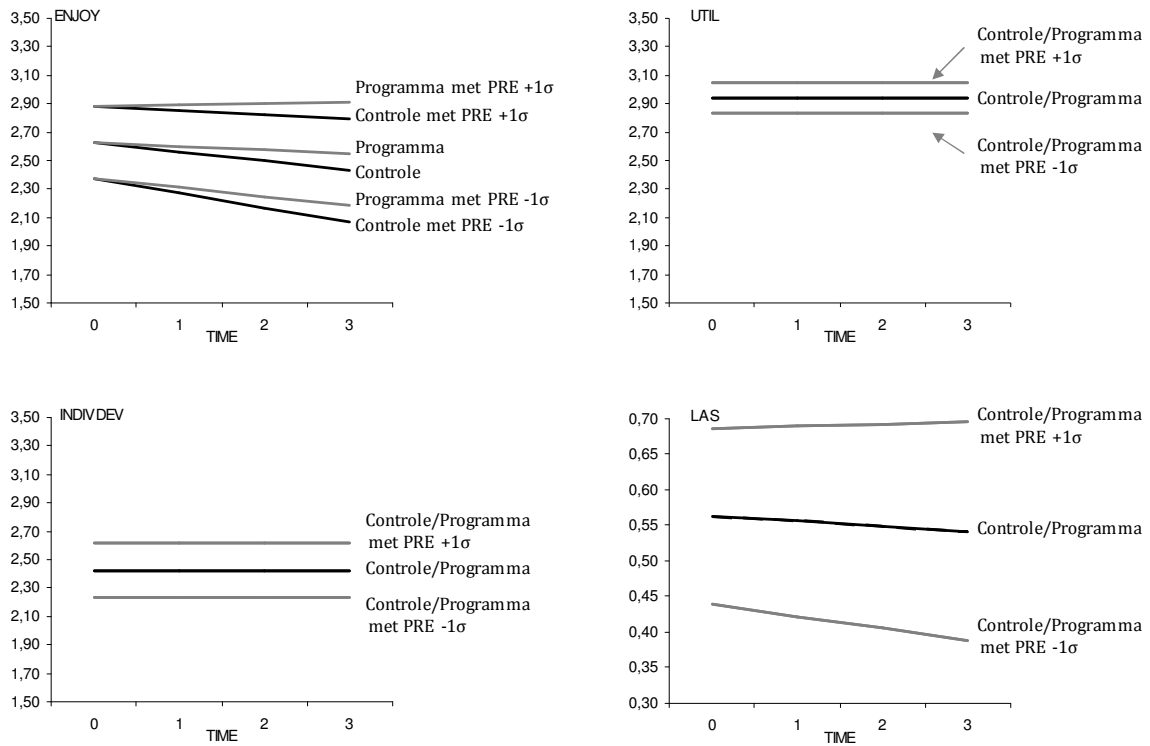 ENJOY
3,50
3,30
3,10
2,90
2,70
2,50
2,30
2,10
1,90
1,70
1,50
0
1
2
3
TIME
Programma met PRE +1σ
Controle met PRE +1σ
Programma
Controle
Programma met PRE -1σ
Controle met PRE -1σ
UTIL
3,50
3,30
3,10
2,90
2,70
2,50
2,30
2,10
1,90
1,70
1,50
0
1
2
3
TIME
Controle/Programma
met PRE +1σ
Controle/Programma
Controle/Programma
met PRE -1σ
INDIVDEV
3,50
3,30
3,10
2,90
2,70
2,50
2,30
2,10
1,90
1,70
1,50
0
1
2
3
TIME
Controle/Programma
met PRE +1σ
Controle/Programma
Controle/Programma
met PRE -1σ
LAS
0,70
0,65
0,60
0,55
0,50
0,45
0,40
0,35
0,30
0
1
2
3
TIME
Controle/Programma
met PRE +1σ
Controle/Programma
Controle/Programma
met PRE -1σ